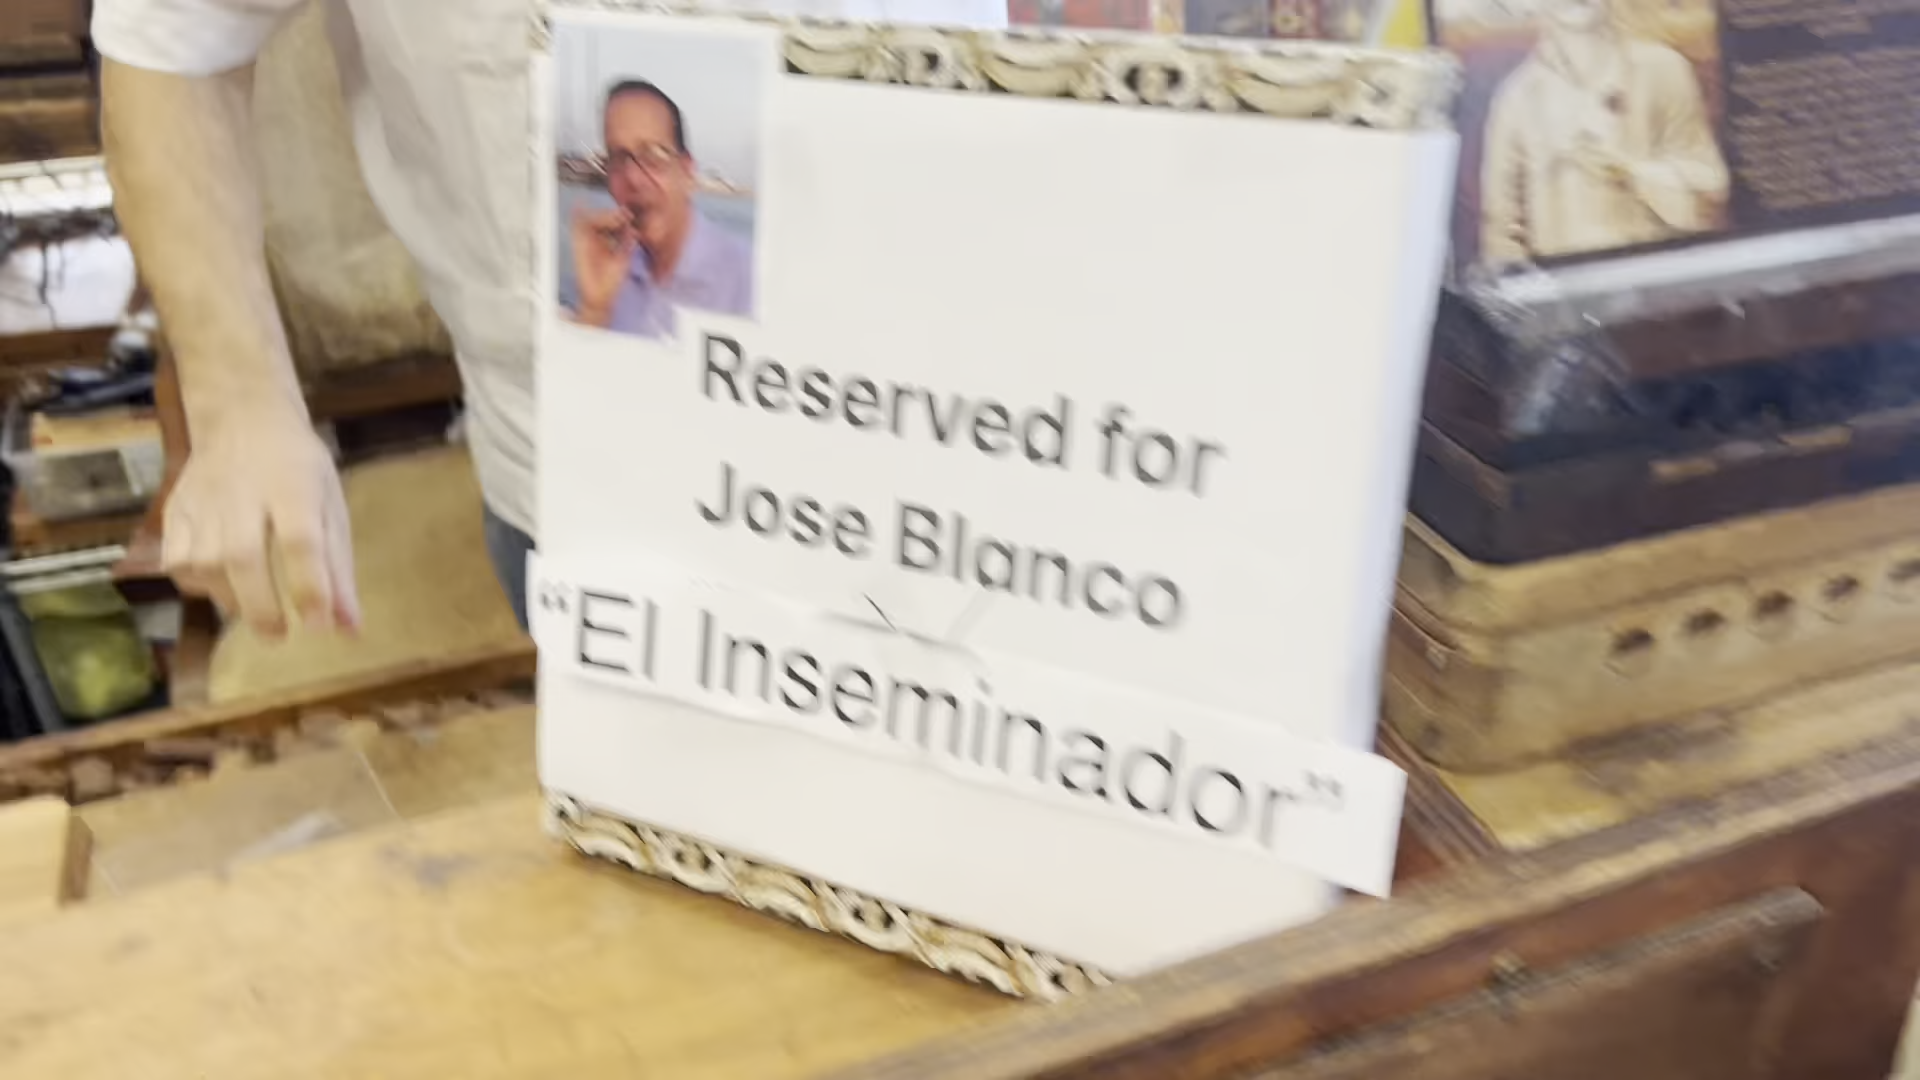 Reserved for
Jose Blanco
“El Inseminador”